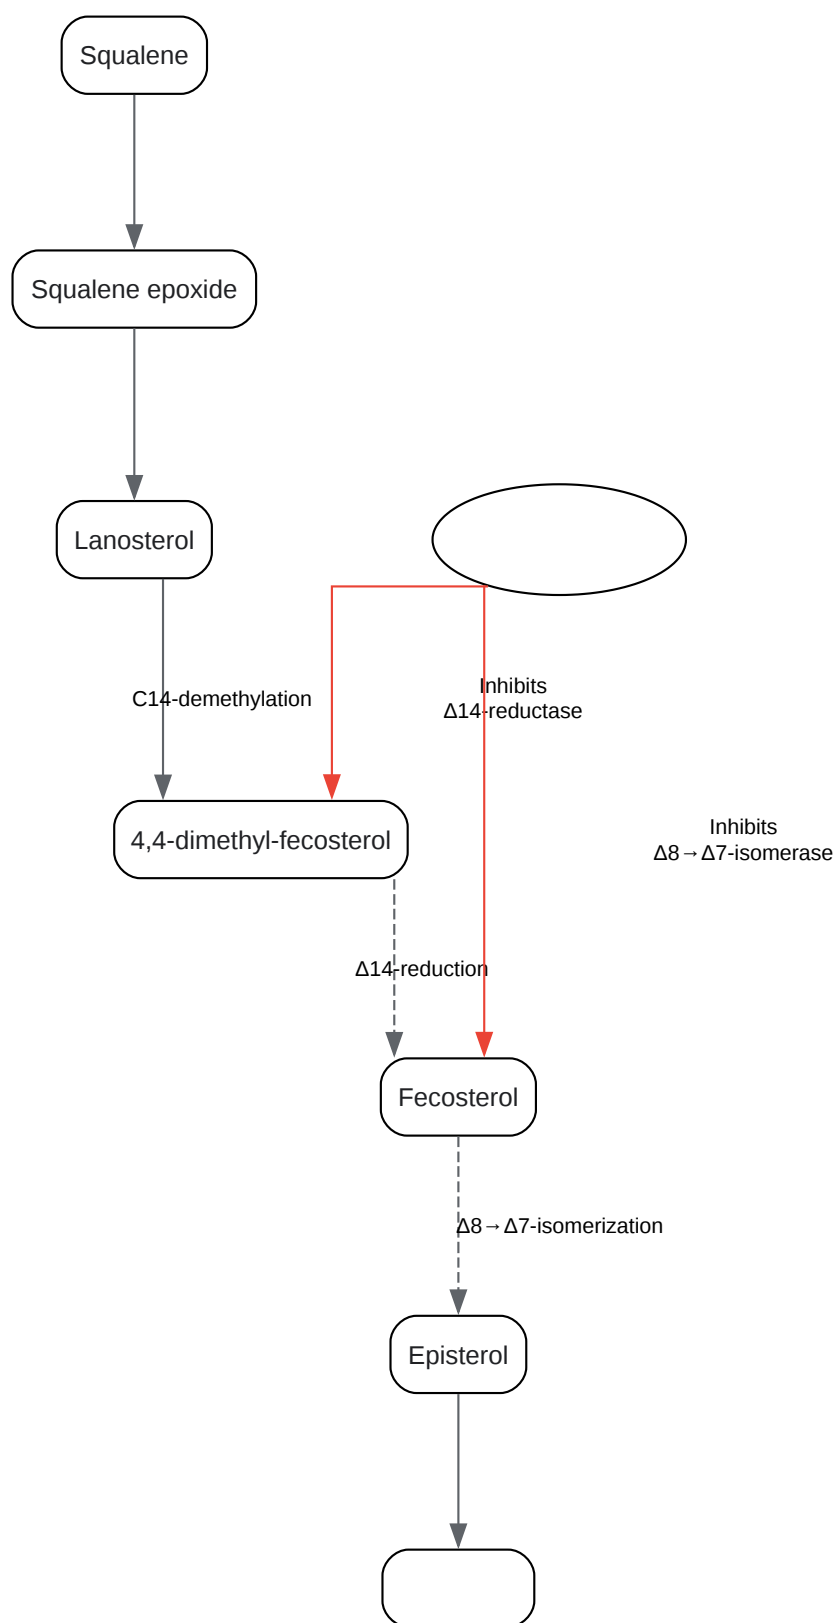 Squalene
Squalene epoxide
Lanosterol
C14-demethylation
Inhibits
Δ14-reductase
Inhibits
Δ8→Δ7-isomerase
4,4-dimethyl-fecosterol
Δ14-reduction
Fecosterol
Δ8→Δ7-isomerization
Episterol